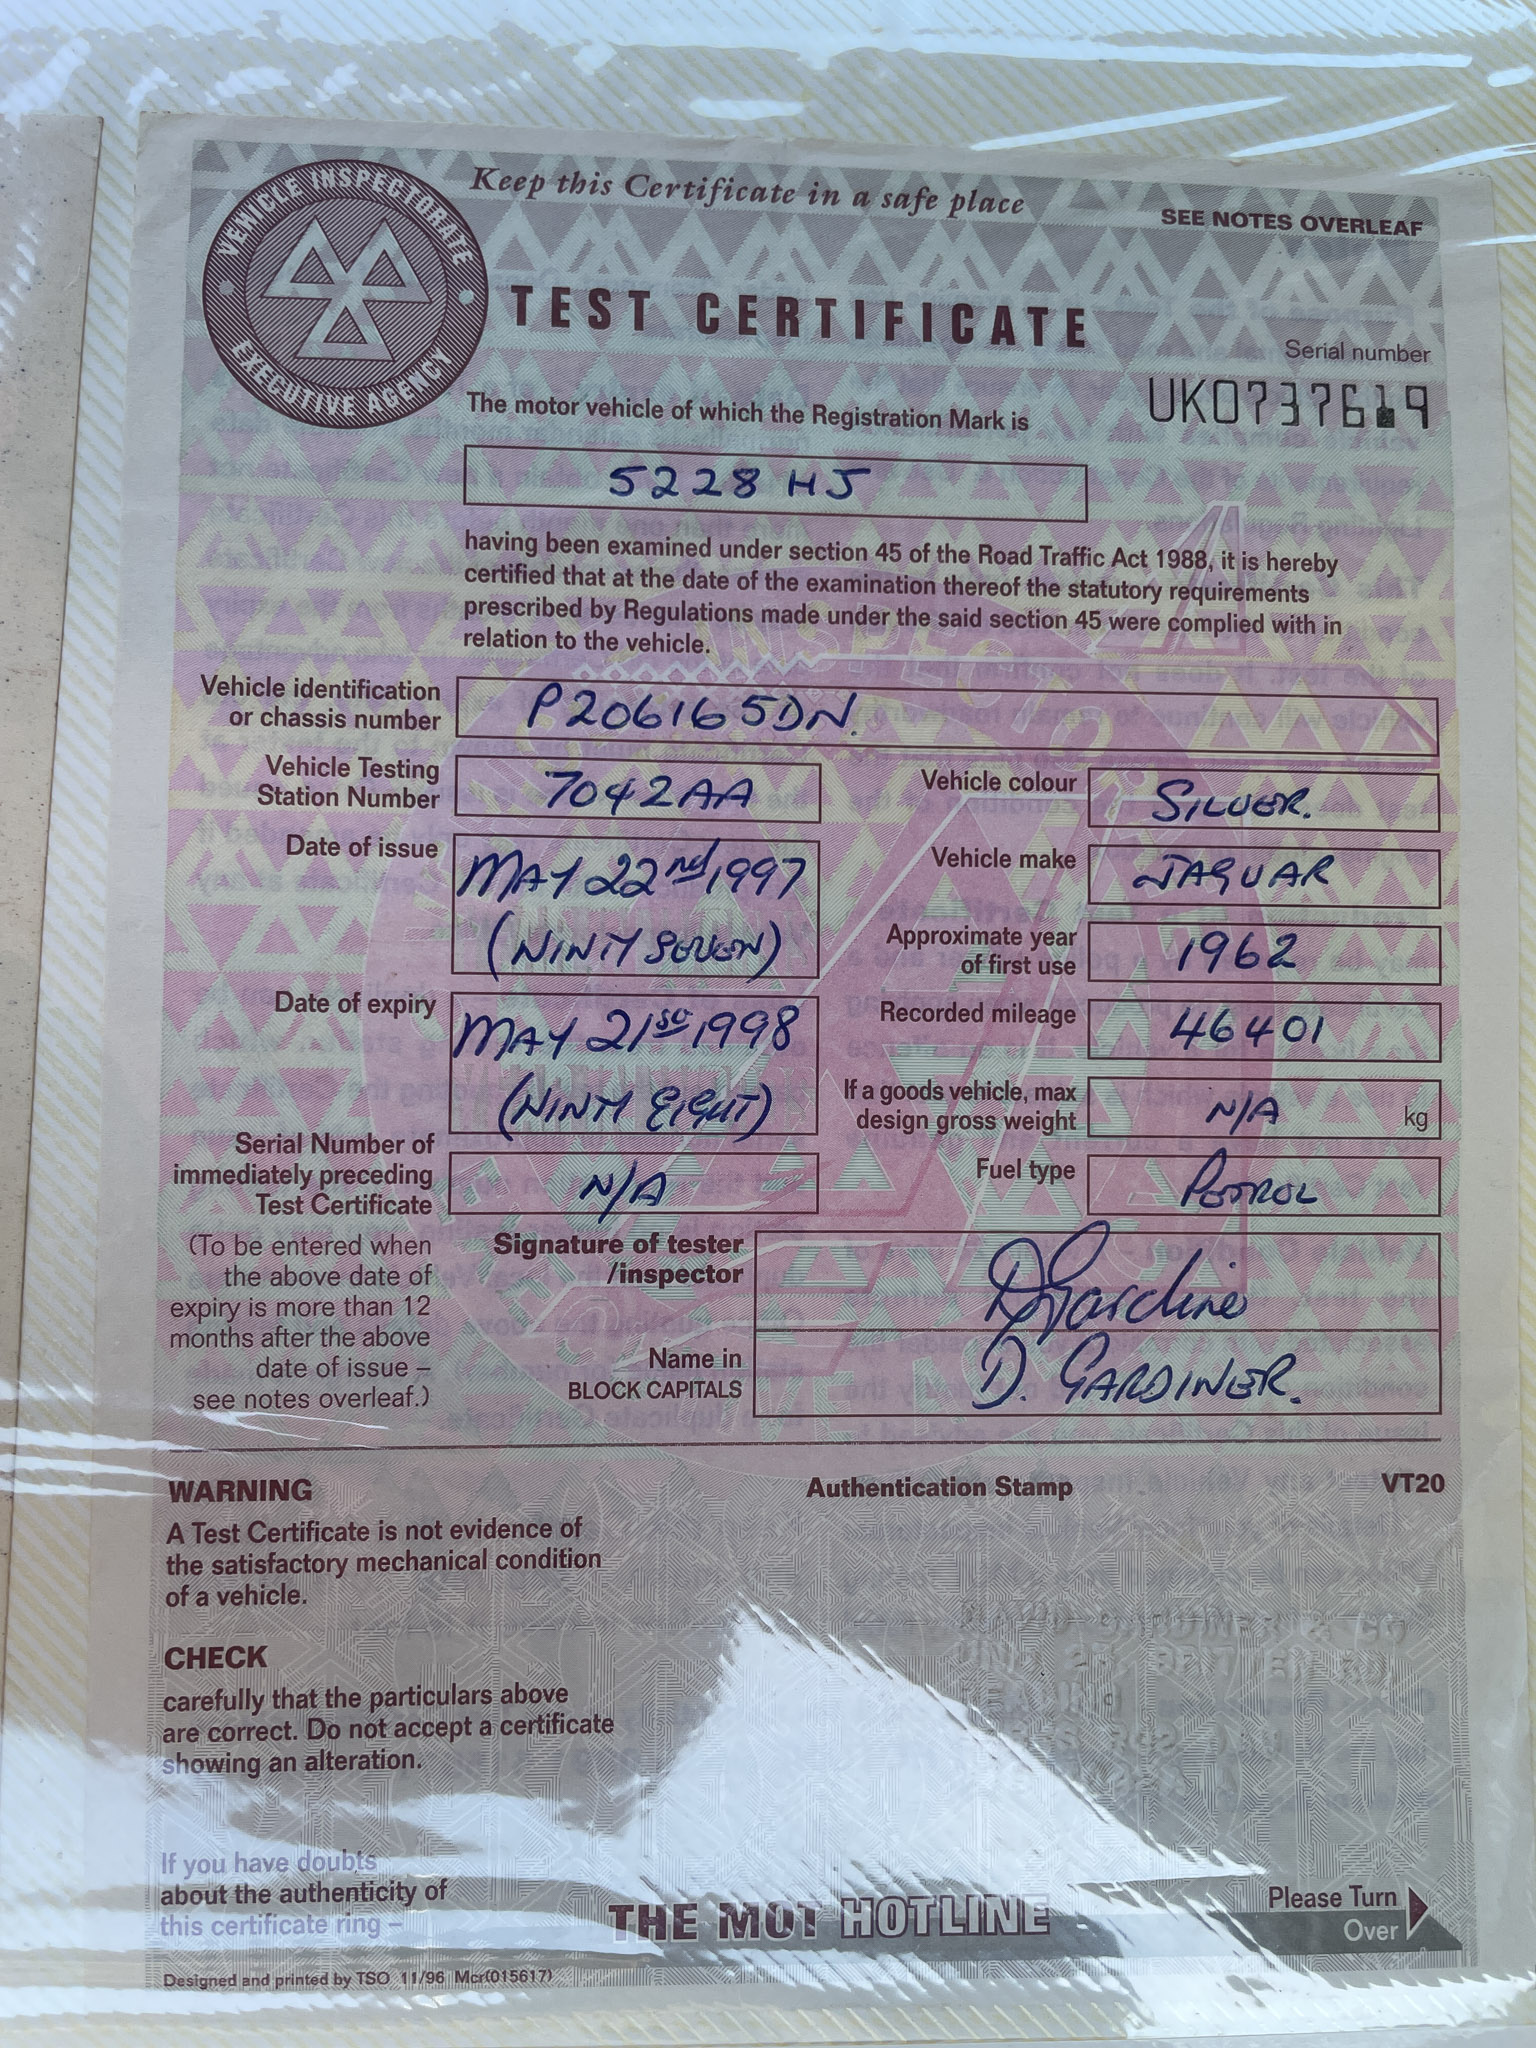 VEHICLE INSPECTORATE
EXECUTIVE AGENCY
Keep this Certificate in a safe place
SEE NOTES OVERLEAF
TEST CERTIFICATE
Serial number
UK0737619
The motor vehicle of which the Registration Mark is
5228 HJ
having been examined under section 45 of the Road Traffic Act 1988, it is hereby
certified that at the date of the examination thereof the statutory requirements
prescribed by Regulations made under the said section 45 were complied with in
relation to the vehicle.
Vehicle identification
or chassis number
P206165DN.
Vehicle Testing
Station Number
7042AA
Vehicle colour
SILVER.
Date of issue
MAY 22nd 1997
(NINTY SEVEN)
Vehicle make
JAGUAR
Approximate year
of first use
1962
Date of expiry
MAY 21st 1998
(NINTY EIGHT)
Recorded mileage
46401
If a goods vehicle, max
design gross weight
N/A
kg
Serial Number of
immediately preceding
Test Certificate
N/A
Fuel type
PETROL
(To be entered when
the above date of
expiry is more than 12
months after the above
date of issue –
see notes overleaf.)
Signature of tester
/inspector
D Gardiner
Name in
BLOCK CAPITALS
D. GARDINER.
WARNING
A Test Certificate is not evidence of
the satisfactory mechanical condition
of a vehicle.
Authentication Stamp
VT20
CHECK
carefully that the particulars above
are correct. Do not accept a certificate
showing an alteration.
If you have doubts
about the authenticity of
this certificate ring –
THE MOT HOTLINE
Please Turn
Over
Designed and printed by TSO 11/96 Mcr(015617)